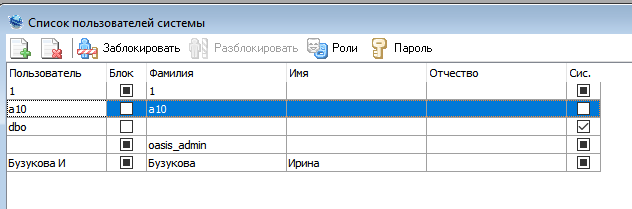 Список пользователей системы
Заблокировать Разблокировать Роли Пароль
Пользователь Блок Фамилия Имя Отчество Сис.
1 1
a10 a10
dbo
oasis_admin
Бузукова И Бузукова Ирина